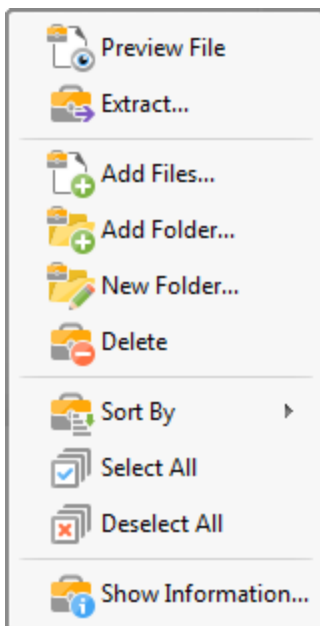 Preview File
Extract...
Add Files...
Add Folder...
New Folder...
Delete
Sort By
Select All
Deselect All
Show Information...